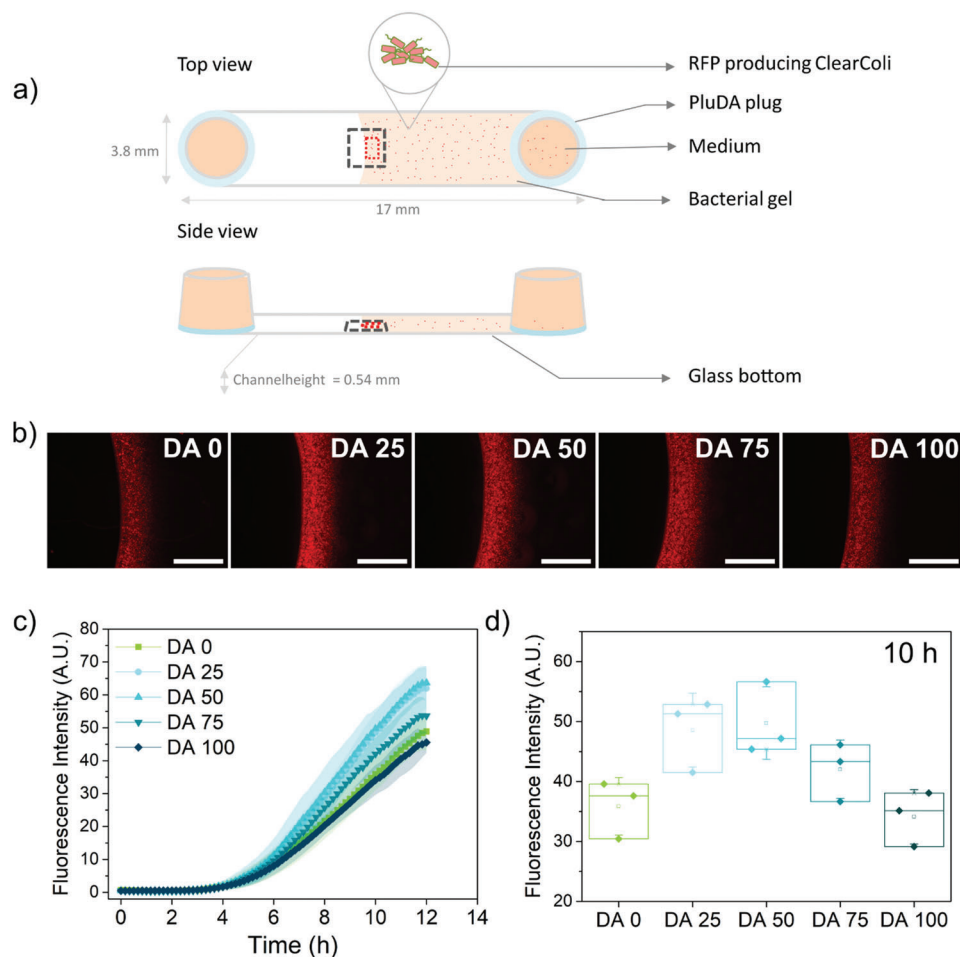 a)
Top view
RFP producing ClearColi
PluDA plug
Medium
Bacterial gel
3.8 mm
17 mm
Side view
Glass bottom
Channelheight = 0.54 mm
b)
DA 0
DA 25
DA 50
DA 75
DA 100
c)
Fluorescence Intensity (A.U.)
80
70
60
50
40
30
20
10
0
DA 0
DA 25
DA 50
DA 75
DA 100
0 2 4 6 8 10 12 14
Time (h)
d)
10 h
Fluorescence Intensity (A.U.)
60
50
40
30
20
DA 0 DA 25 DA 50 DA 75 DA 100